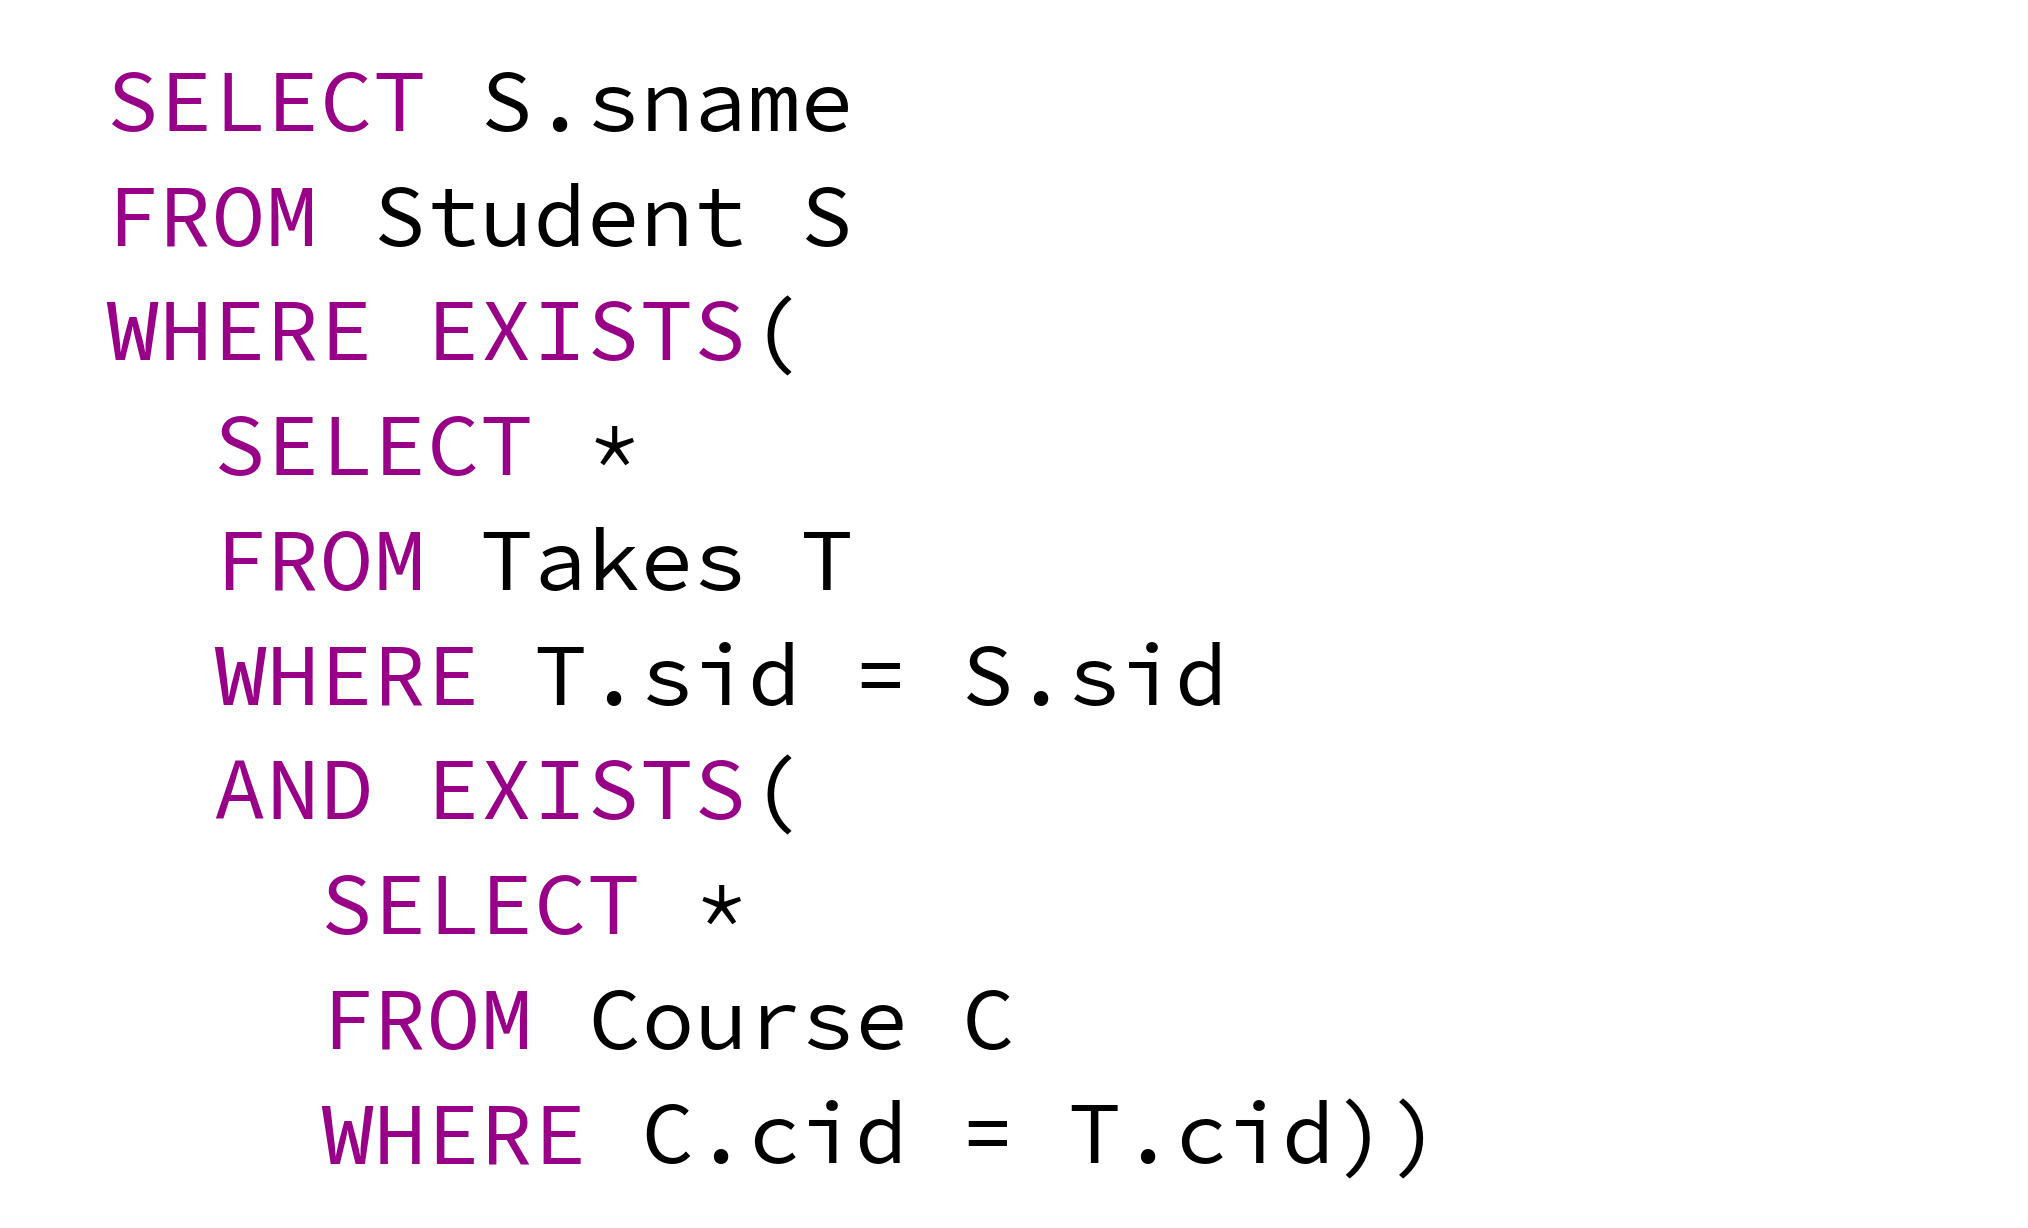 SELECT S.sname
FROM Student S
WHERE EXISTS(
  SELECT *
  FROM Takes T
  WHERE T.sid = S.sid
  AND EXISTS(
    SELECT *
    FROM Course C
    WHERE C.cid = T.cid))